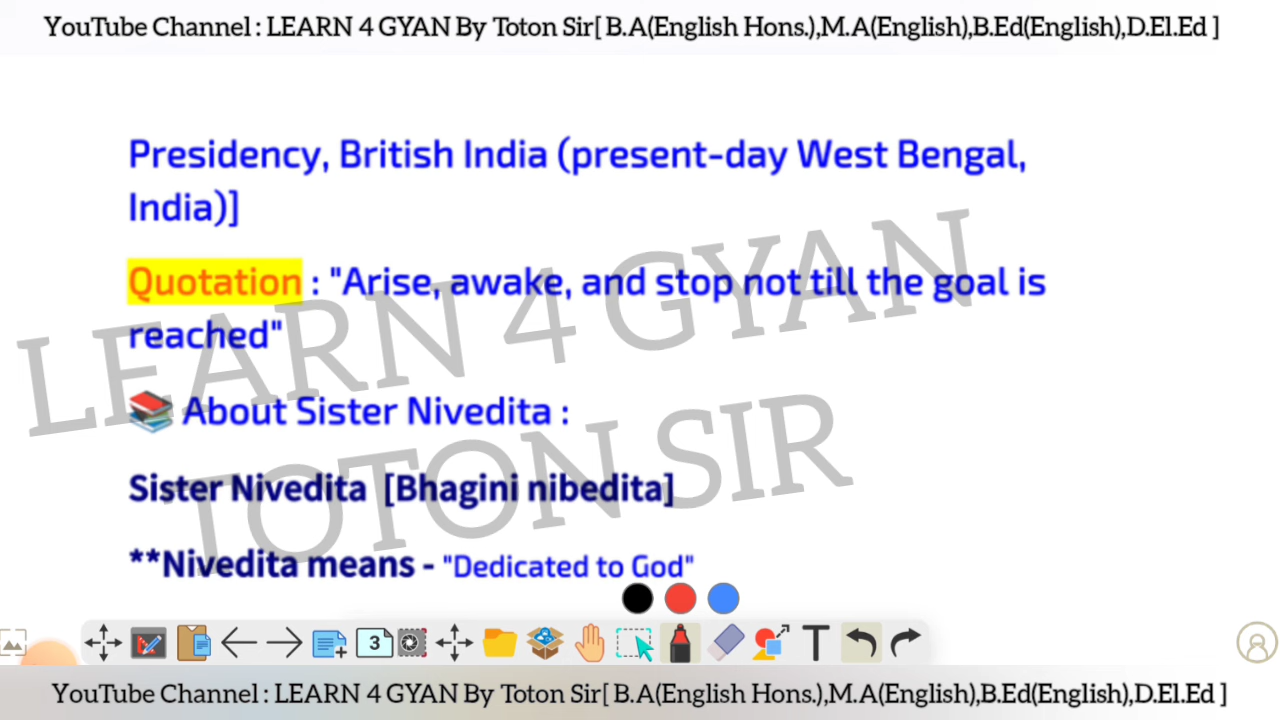 YouTube Channel : LEARN 4 GYAN By Toton Sir[ B.A(English Hons.),M.A(English),B.Ed(English),D.El.Ed ]
Presidency, British India (present-day West Bengal,
India)]
Quotation : "Arise, awake, and stop not till the goal is
reached"
LEARN 4 GYAN
📚 About Sister Nivedita :
TOTON SIR
Sister Nivedita [Bhagini nibedita]
**Nivedita means - "Dedicated to God"
3
T
YouTube Channel : LEARN 4 GYAN By Toton Sir[ B.A(English Hons.),M.A(English),B.Ed(English),D.El.Ed ]